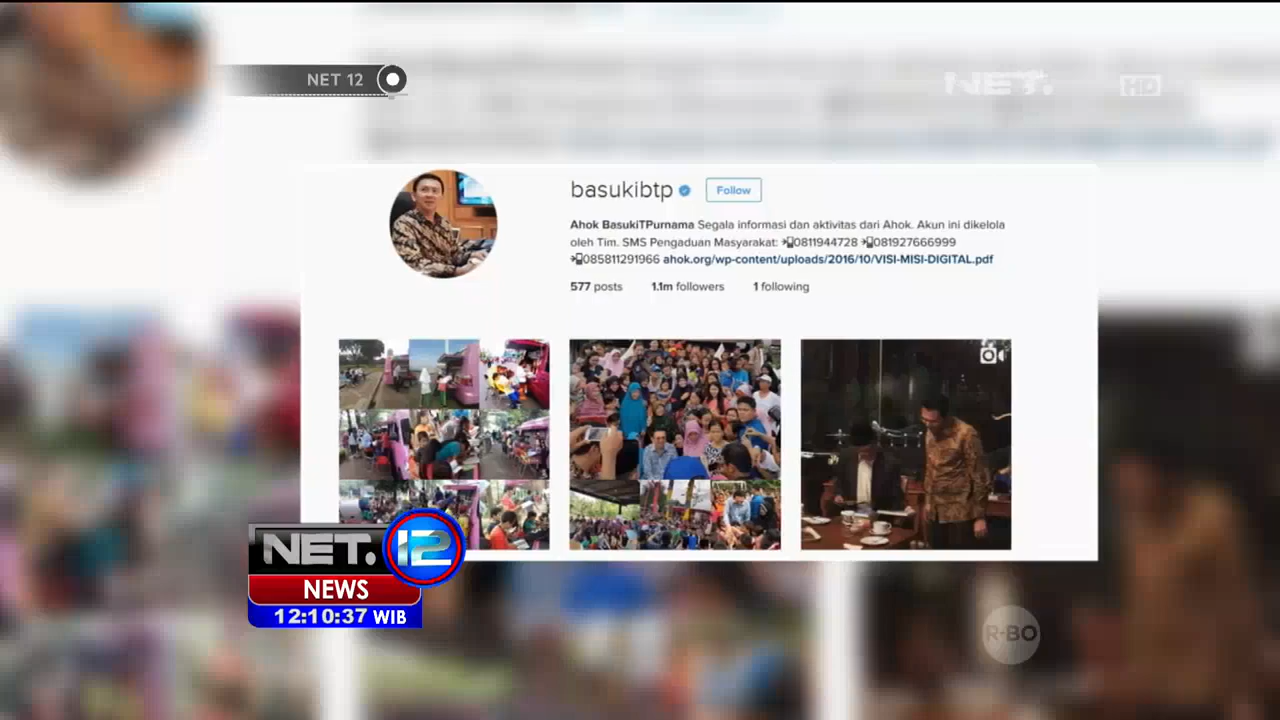 NET 12
NET.
HD
basukibtp
Follow
Ahok BasukiTPurnama Segala informasi dan aktivitas dari Ahok. Akun ini dikelola
oleh Tim. SMS Pengaduan Masyarakat: 0811944728 081927666999
085811291966 ahok.org/wp-content/uploads/2016/10/VISI-MISI-DIGITAL.pdf
577 posts 1.1m followers 1 following
NET. 12
NEWS
12:10:37 WIB
R-BO